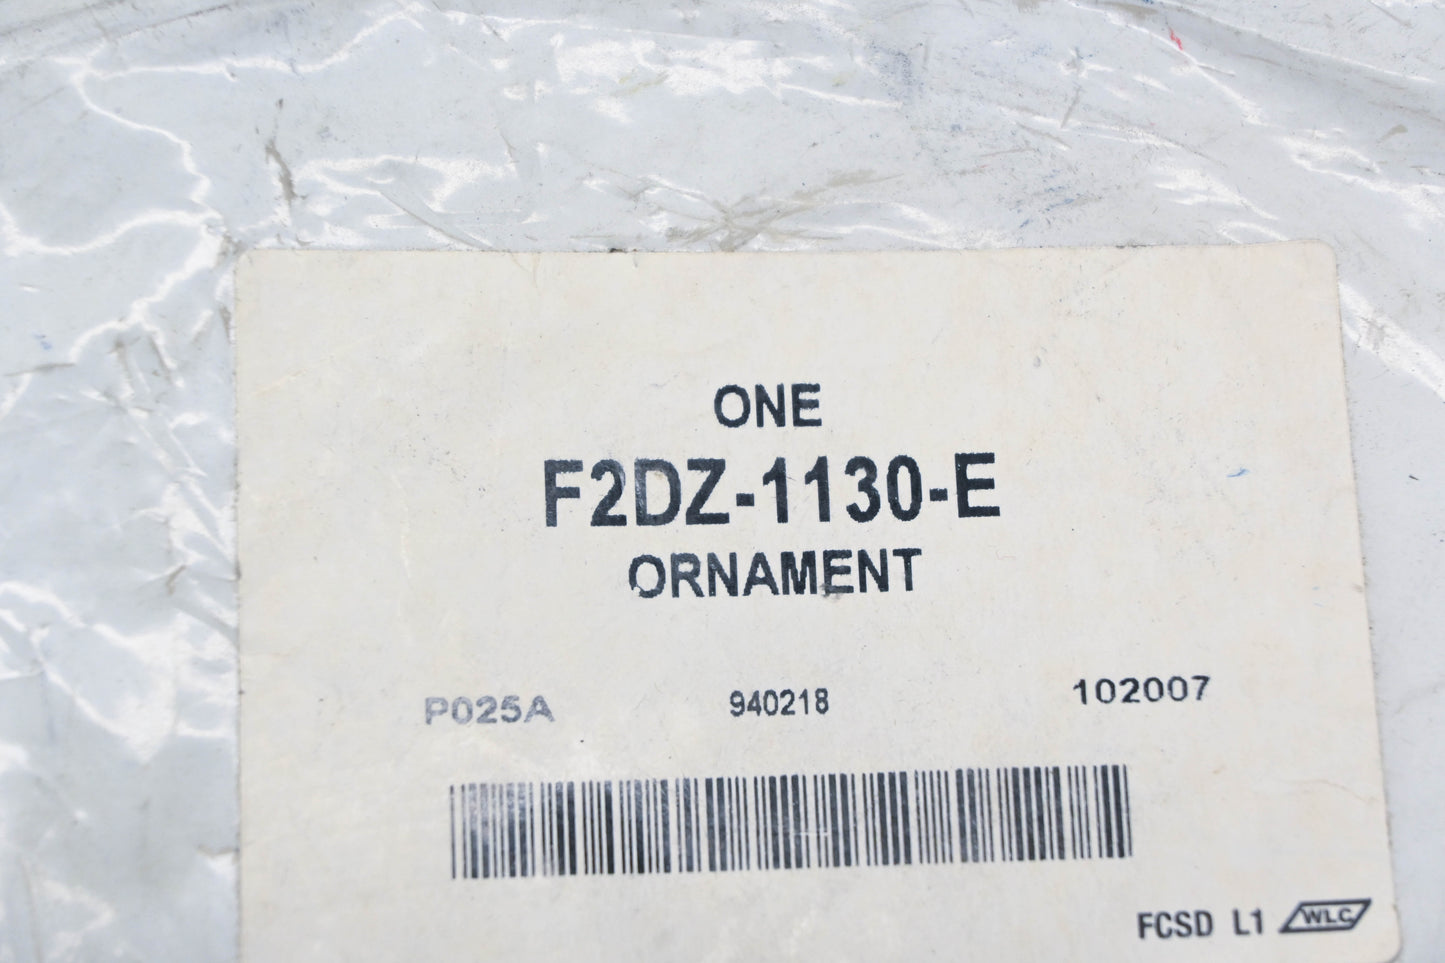 ONE
F2DZ-1130-E
ORNAMENT
P025A 940218 102007
FCSD L1 WLC